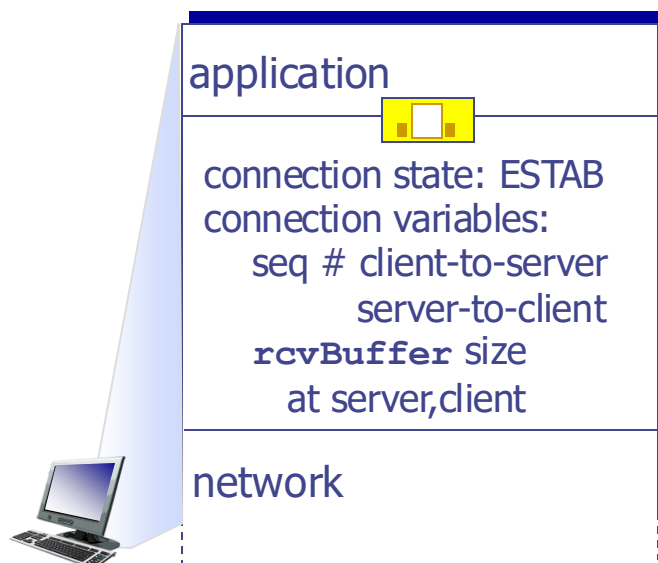 application
connection state: ESTAB
connection variables:
seq # client-to-server
server-to-client
rcvBuffer size
at server,client
network